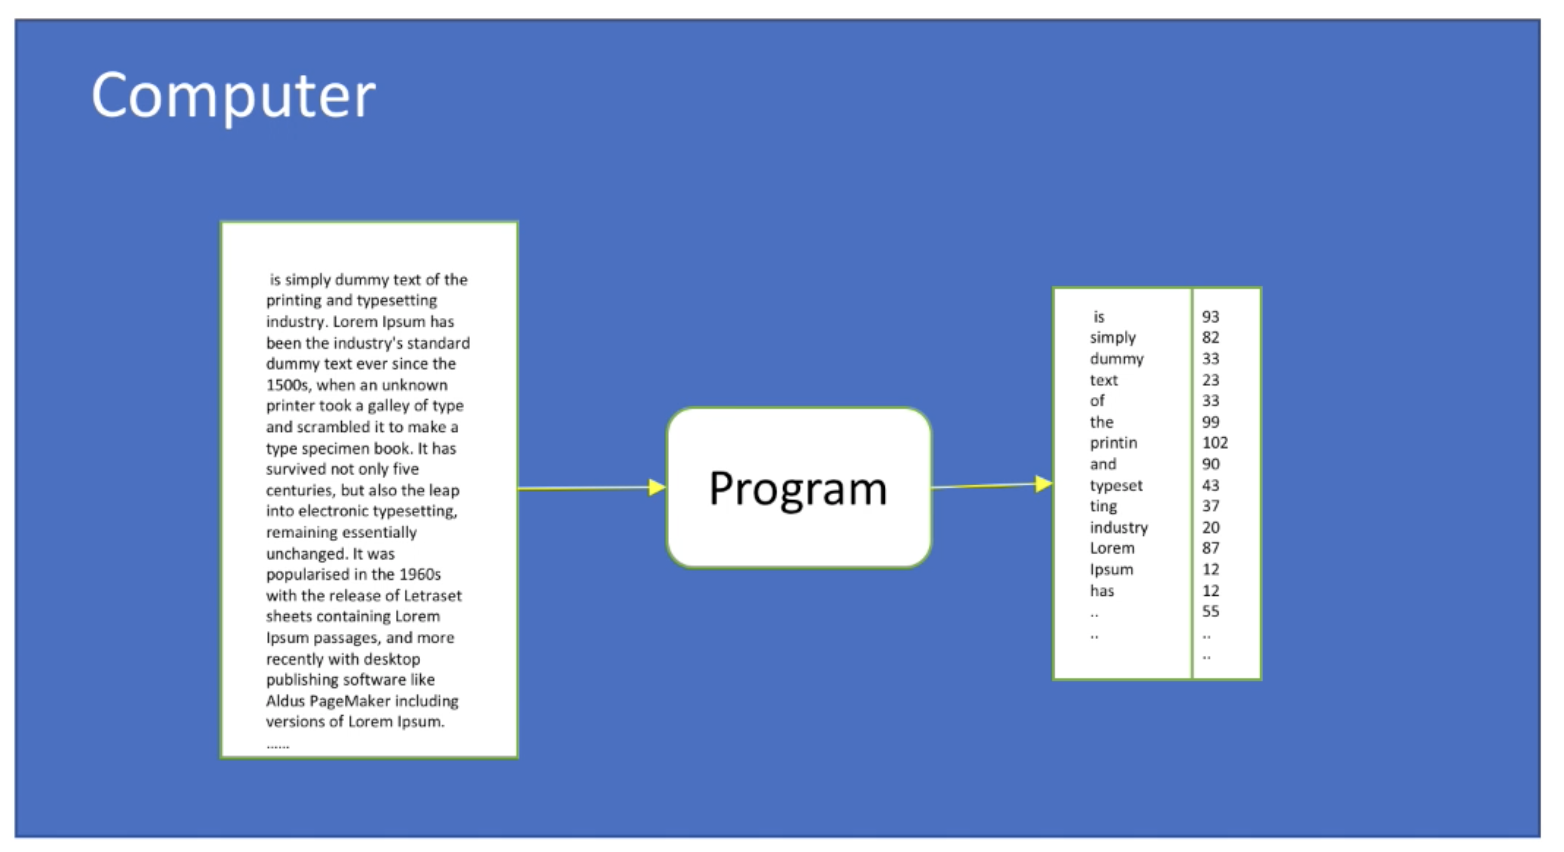 Computer
is simply dummy text of the
printing and typesetting
industry. Lorem Ipsum has
been the industry's standard
dummy text ever since the
1500s, when an unknown
printer took a galley of type
and scrambled it to make a
type specimen book. It has
survived not only five
centuries, but also the leap
into electronic typesetting,
remaining essentially
unchanged. It was
popularised in the 1960s
with the release of Letraset
sheets containing Lorem
Ipsum passages, and more
recently with desktop
publishing software like
Aldus PageMaker including
versions of Lorem Ipsum.
......
Program
is 93
simply 82
dummy 33
text 23
of 33
the 99
printin 102
and 90
typeset 43
ting 37
industry 20
Lorem 87
Ipsum 12
has 12
.. 55
.. ..
..